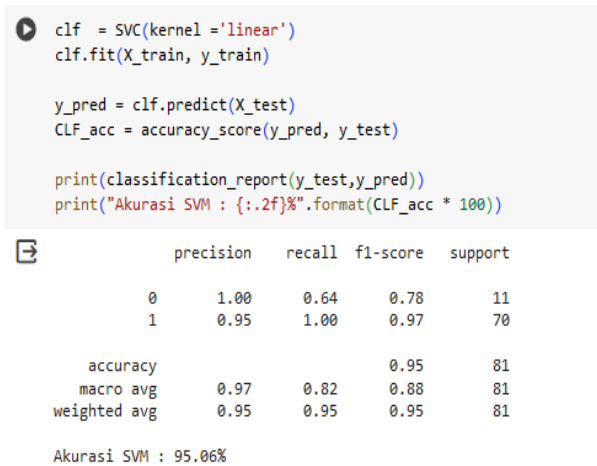 clf  = SVC(kernel ='linear')
clf.fit(X_train, y_train)
y_pred = clf.predict(X_test)
CLF_acc = accuracy_score(y_pred, y_test)
print(classification_report(y_test,y_pred))
print("Akurasi SVM : {:.2f}%".format(CLF_acc * 100))
precision recall f1-score support
0 1.00 0.64 0.78 11
1 0.95 1.00 0.97 70
accuracy 0.95 81
macro avg 0.97 0.82 0.88 81
weighted avg 0.95 0.95 0.95 81
Akurasi SVM : 95.06%